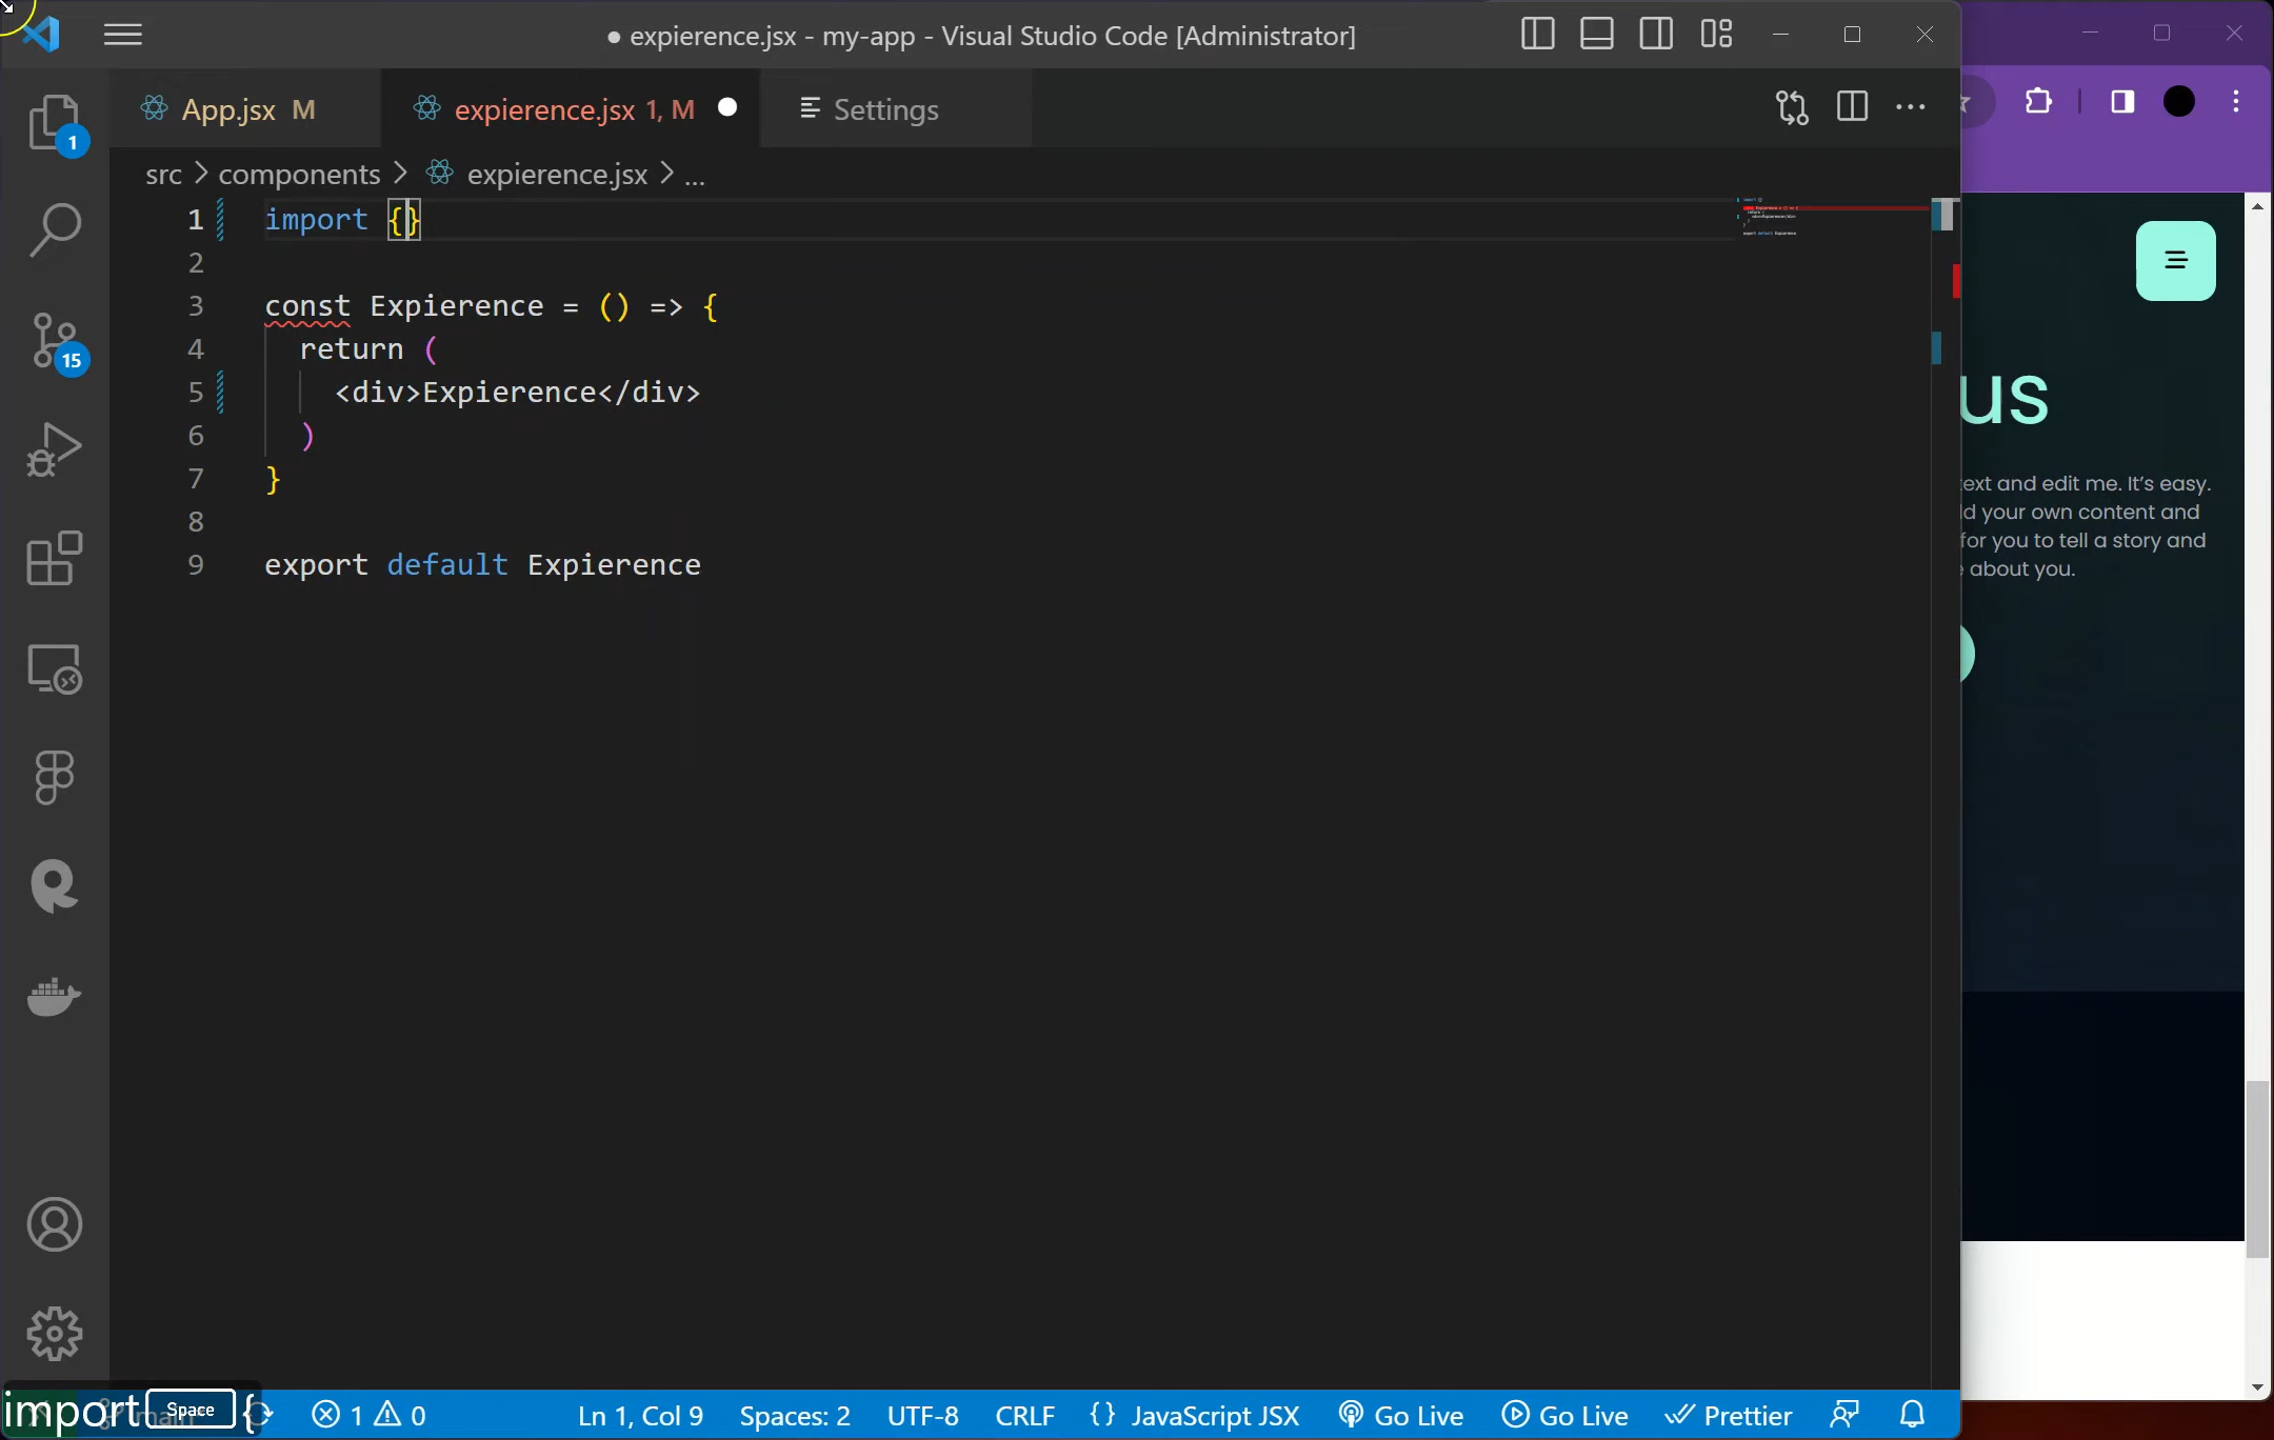 ● expierence.jsx - my-app - Visual Studio Code [Administrator]
App.jsx M
expierence.jsx 1, M
Settings
src > components > expierence.jsx > ...
1 import {}
2
3 const Expierence = () => {
4 return (
5 <div>Expierence</div>
6 )
7 }
8
9 export default Expierence
1
15
us
text and edit me. It's easy.
d your own content and
for you to tell a story and
about you.
import Space {
main
1 0
Ln 1, Col 9
Spaces: 2
UTF-8
CRLF
{} JavaScript JSX
Go Live
Go Live
Prettier